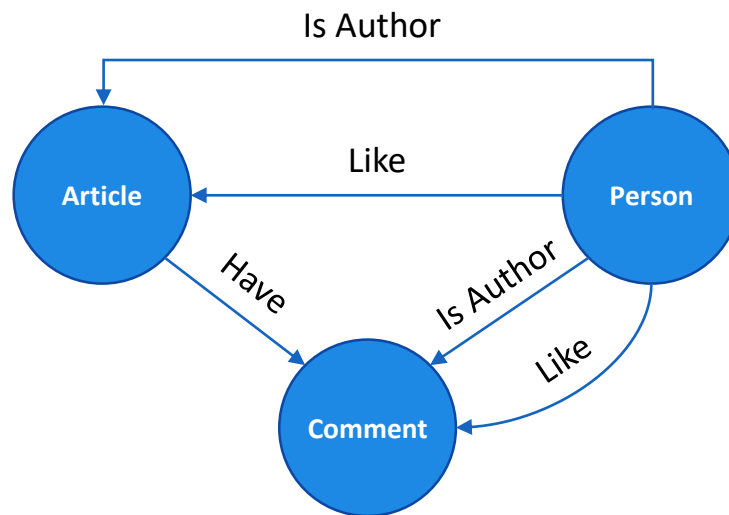 Is Author
Like
Article
Person
Have
Is Author
Like
Comment